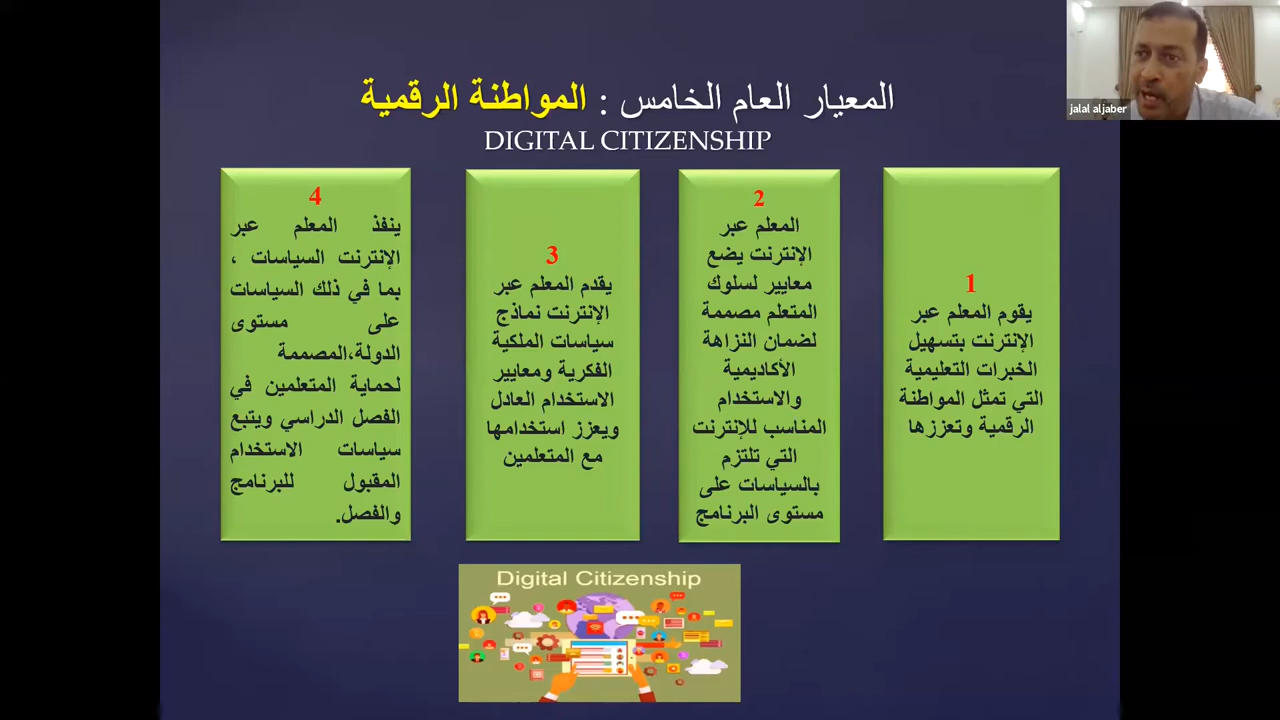 jalal aljaber
المعيار العام الخامس : المواطنة الرقمية
DIGITAL CITIZENSHIP
1
يقوم المعلم عبر
الإنترنت بتسهيل
الخبرات التعليمية
التي تمثل المواطنة
الرقمية وتعززها
2
المعلم عبر
الإنترنت يضع
معايير لسلوك
المتعلم مصممة
لضمان النزاهة
الأكاديمية
والاستخدام
المناسب للإنترنت
التي تلتزم
بالسياسات على
مستوى البرنامج
3
يقدم المعلم عبر
الإنترنت نماذج
سياسات الملكية
الفكرية ومعايير
الاستخدام العادل
ويعزز استخدامها
مع المتعلمين
4
ينفذ المعلم عبر
الإنترنت السياسات ،
بما في ذلك السياسات
على مستوى
الدولة،المصممة
لحماية المتعلمين في
الفصل الدراسي ويتبع
سياسات الاستخدام
المقبول للبرنامج
والفصل.
Digital Citizenship